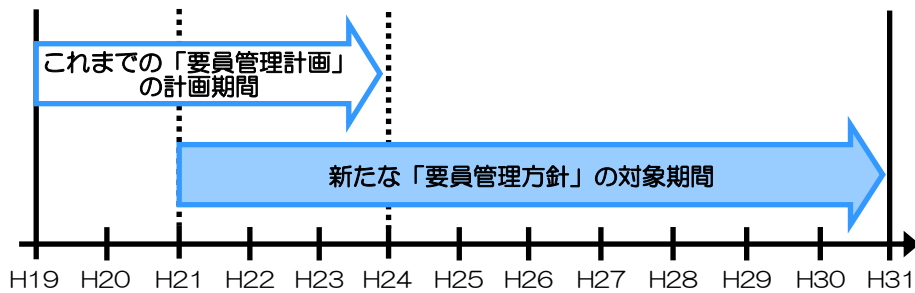 これまでの「要員管理計画」
の計画期間
新たな「要員管理方針」の対象期間
H19 H20 H21 H22 H23 H24 H25 H26 H27 H28 H29 H30 H31